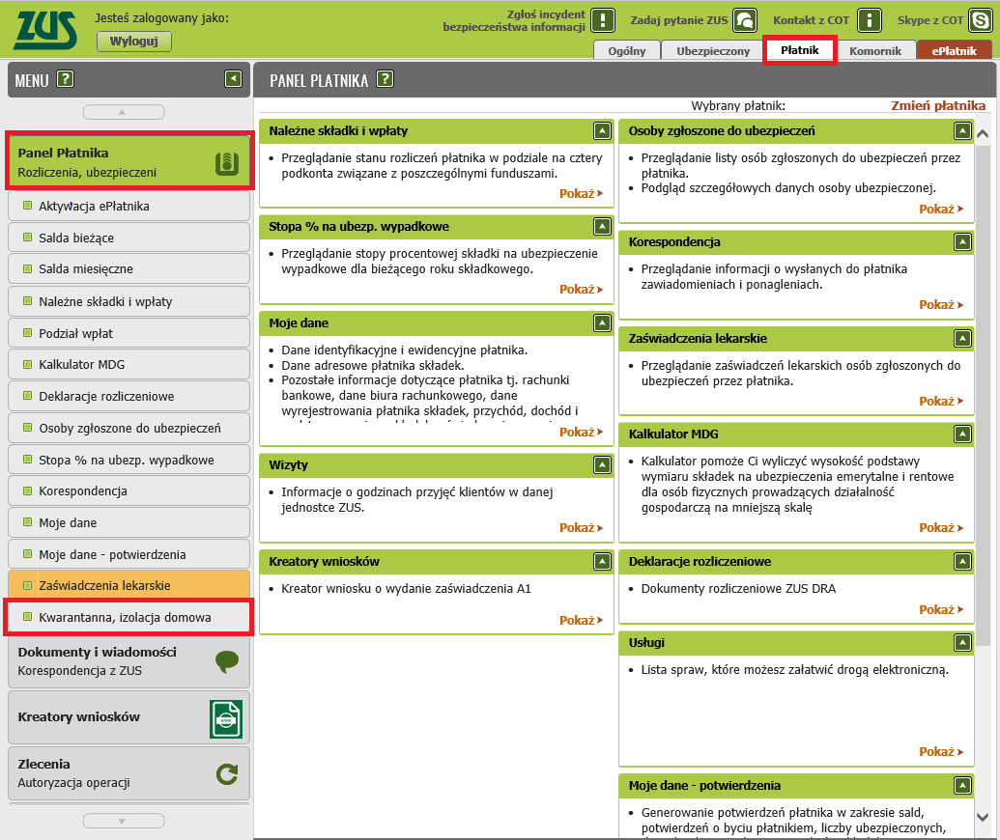 ZUS
Jesteś zalogowany jako:
Wyloguj
Zgłoś incydent
bezpieczeństwa informacji
Zadaj pytanie ZUS
Kontakt z COT
Skype z COT
Ogólny
Ubezpieczony
Płatnik
Komornik
ePłatnik
MENU ?
Panel Płatnika
Rozliczenia, ubezpieczeni
Aktywacja ePłatnika
Salda bieżące
Salda miesięczne
Należne składki i wpłaty
Podział wpłat
Kalkulator MDG
Deklaracje rozliczeniowe
Osoby zgłoszone do ubezpieczeń
Stopa % na ubezp. wypadkowe
Korespondencja
Moje dane
Moje dane - potwierdzenia
Zaświadczenia lekarskie
Kwarantanna, izolacja domowa
Dokumenty i wiadomości
Korespondencja z ZUS
Kreatory wniosków
Zlecenia
Autoryzacja operacji
PANEL PŁATNIKA ?
Wybrany płatnik:
Zmień płatnika
Należne składki i wpłaty
• Przeglądanie stanu rozliczeń płatnika w podziale na cztery
podkonta związane z poszczególnymi funduszami.
Pokaż
Stopa % na ubezp. wypadkowe
• Przeglądanie stopy procentowej składki na ubezpieczenie
wypadkowe dla bieżącego roku składkowego.
Pokaż
Moje dane
• Dane identyfikacyjne i ewidencyjne płatnika.
• Dane adresowe płatnika składek.
• Pozostałe informacje dotyczące płatnika tj. rachunki
bankowe, dane biura rachunkowego, dane
wyrejestrowania płatnika składek, przychód, dochód i
Pokaż
Wizyty
• Informacje o godzinach przyjęć klientów w danej
jednostce ZUS.
Pokaż
Kreatory wniosków
• Kreator wniosku o wydanie zaświadczenia A1
Pokaż
Osoby zgłoszone do ubezpieczeń
• Przeglądanie listy osób zgłoszonych do ubezpieczeń przez
płatnika.
• Podgląd szczegółowych danych osoby ubezpieczonej.
Pokaż
Korespondencja
• Przeglądanie informacji o wysłanych do płatnika
zawiadomieniach i ponagleniach.
Pokaż
Zaświadczenia lekarskie
• Przeglądanie zaświadczeń lekarskich osób zgłoszonych do
ubezpieczeń przez płatnika.
Pokaż
Kalkulator MDG
• Kalkulator pomoże Ci wyliczyć wysokość podstawy
wymiaru składek na ubezpieczenia emerytalne i rentowe
dla osób fizycznych prowadzących działalność
gospodarczą na mniejszą skalę
Pokaż
Deklaracje rozliczeniowe
• Dokumenty rozliczeniowe ZUS DRA
Pokaż
Usługi
• Lista spraw, które możesz załatwić drogą elektroniczną.
Pokaż
Moje dane - potwierdzenia
• Generowanie potwierdzeń płatnika w zakresie sald,
potwierdzeń o byciu płatnikiem, liczby ubezpieczonych,